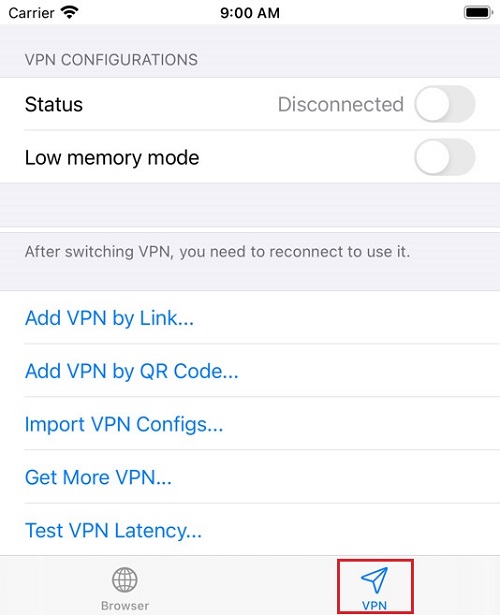 Carrier 9:00 AM
VPN CONFIGURATIONS
Status Disconnected
Low memory mode
After switching VPN, you need to reconnect to use it.
Add VPN by Link...
Add VPN by QR Code...
Import VPN Configs...
Get More VPN...
Test VPN Latency...
Browser VPN